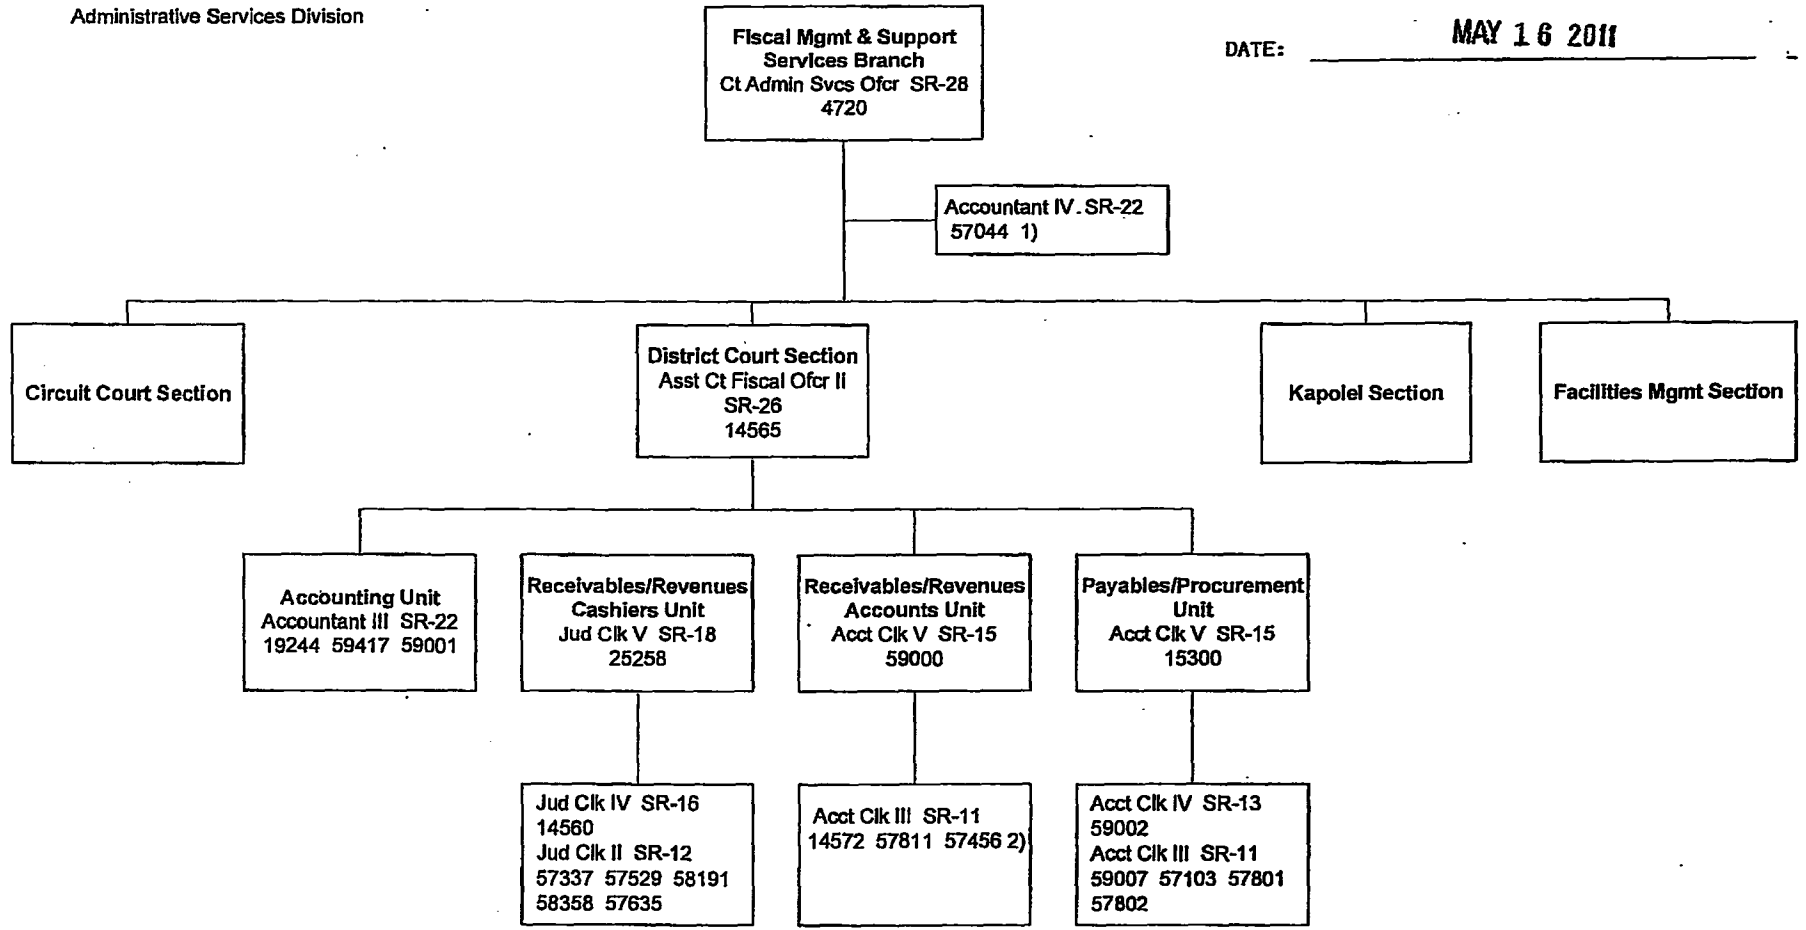 Administrative Services Division
Fiscal Mgmt & Support
Services Branch
Ct Admin Svcs Ofcr SR-28
4720
DATE: MAY 16 2011
Accountant IV SR-22
57044 1)
Circuit Court Section
District Court Section
Asst Ct Fiscal Ofcr II
SR-26
14565
Kapolei Section
Facilities Mgmt Section
Accounting Unit
Accountant III SR-22
19244 59417 59001
Receivables/Revenues
Cashiers Unit
Jud Clk V SR-18
25258
Receivables/Revenues
Accounts Unit
Acct Clk V SR-15
59000
Payables/Procurement
Unit
Acct Clk V SR-15
15300
Jud Clk IV SR-16
14560
Jud Clk II SR-12
57337 57529 58191
58358 57635
Acct Clk III SR-11
14572 57811 57456 2)
Acct Clk IV SR-13
59002
Acct Clk III SR-11
59007 57103 57801
57802